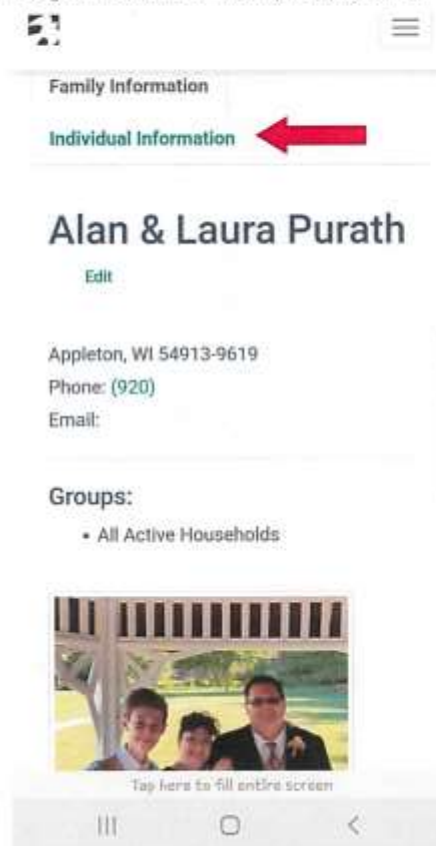 Family Information
Individual Information
Alan & Laura Purath
Edit
Appleton, WI 54913-9619
Phone: (920)
Email:
Groups:
• All Active Households
Tap here to fill entire screen